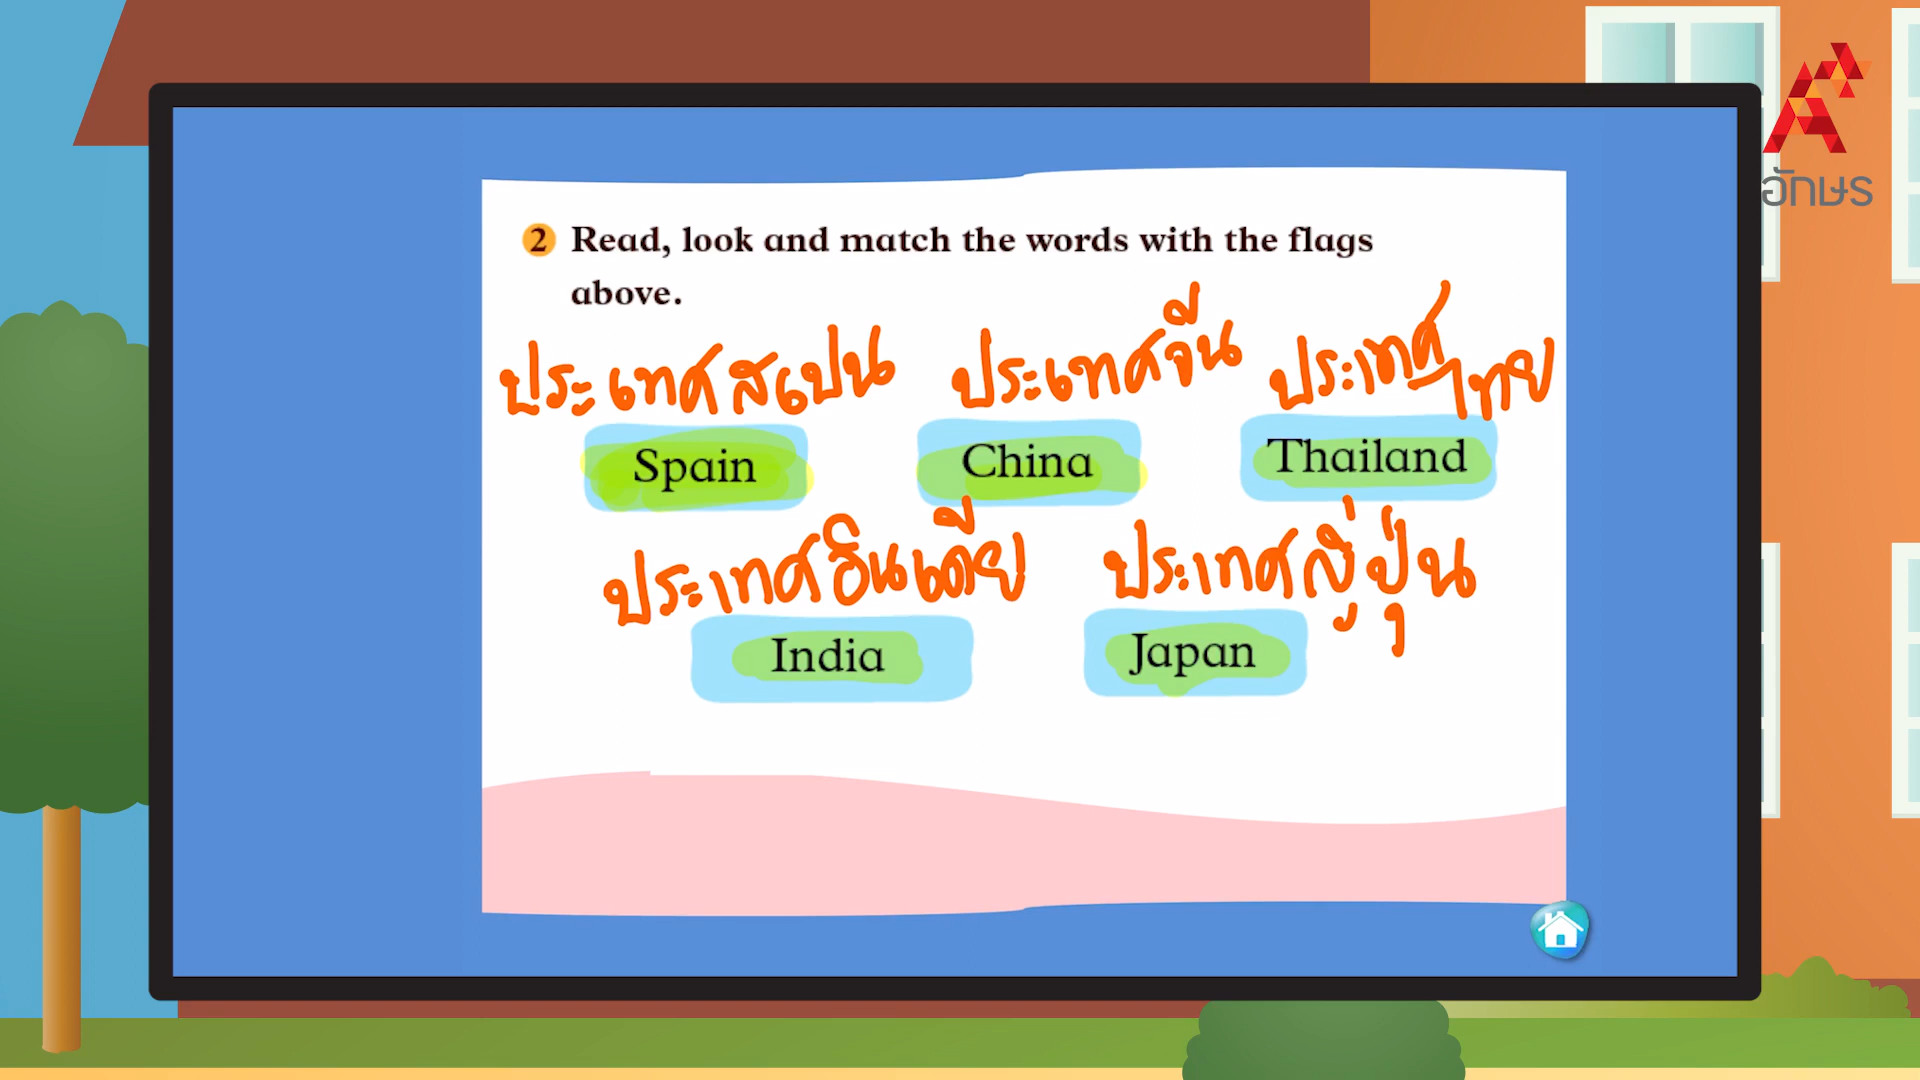 2 Read, look and match the words with the flags
above.
ประเทศสเปน ประเทศจีน ประเทศไทย
Spain China Thailand
ประเทศอินเดีย ประเทศญี่ปุ่น
India Japan
อักษร